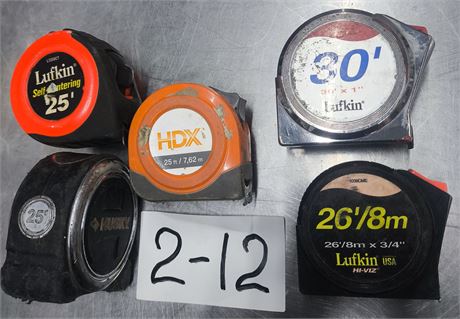 Lufkin
Self-Centering
25'
HDX
25 ft / 7,62 m
30'
30' x 1"
Lufkin
25'
HUSKY
2-12
26'/8m
26'/8m x 3/4"
Lufkin USA
HI-VIZ